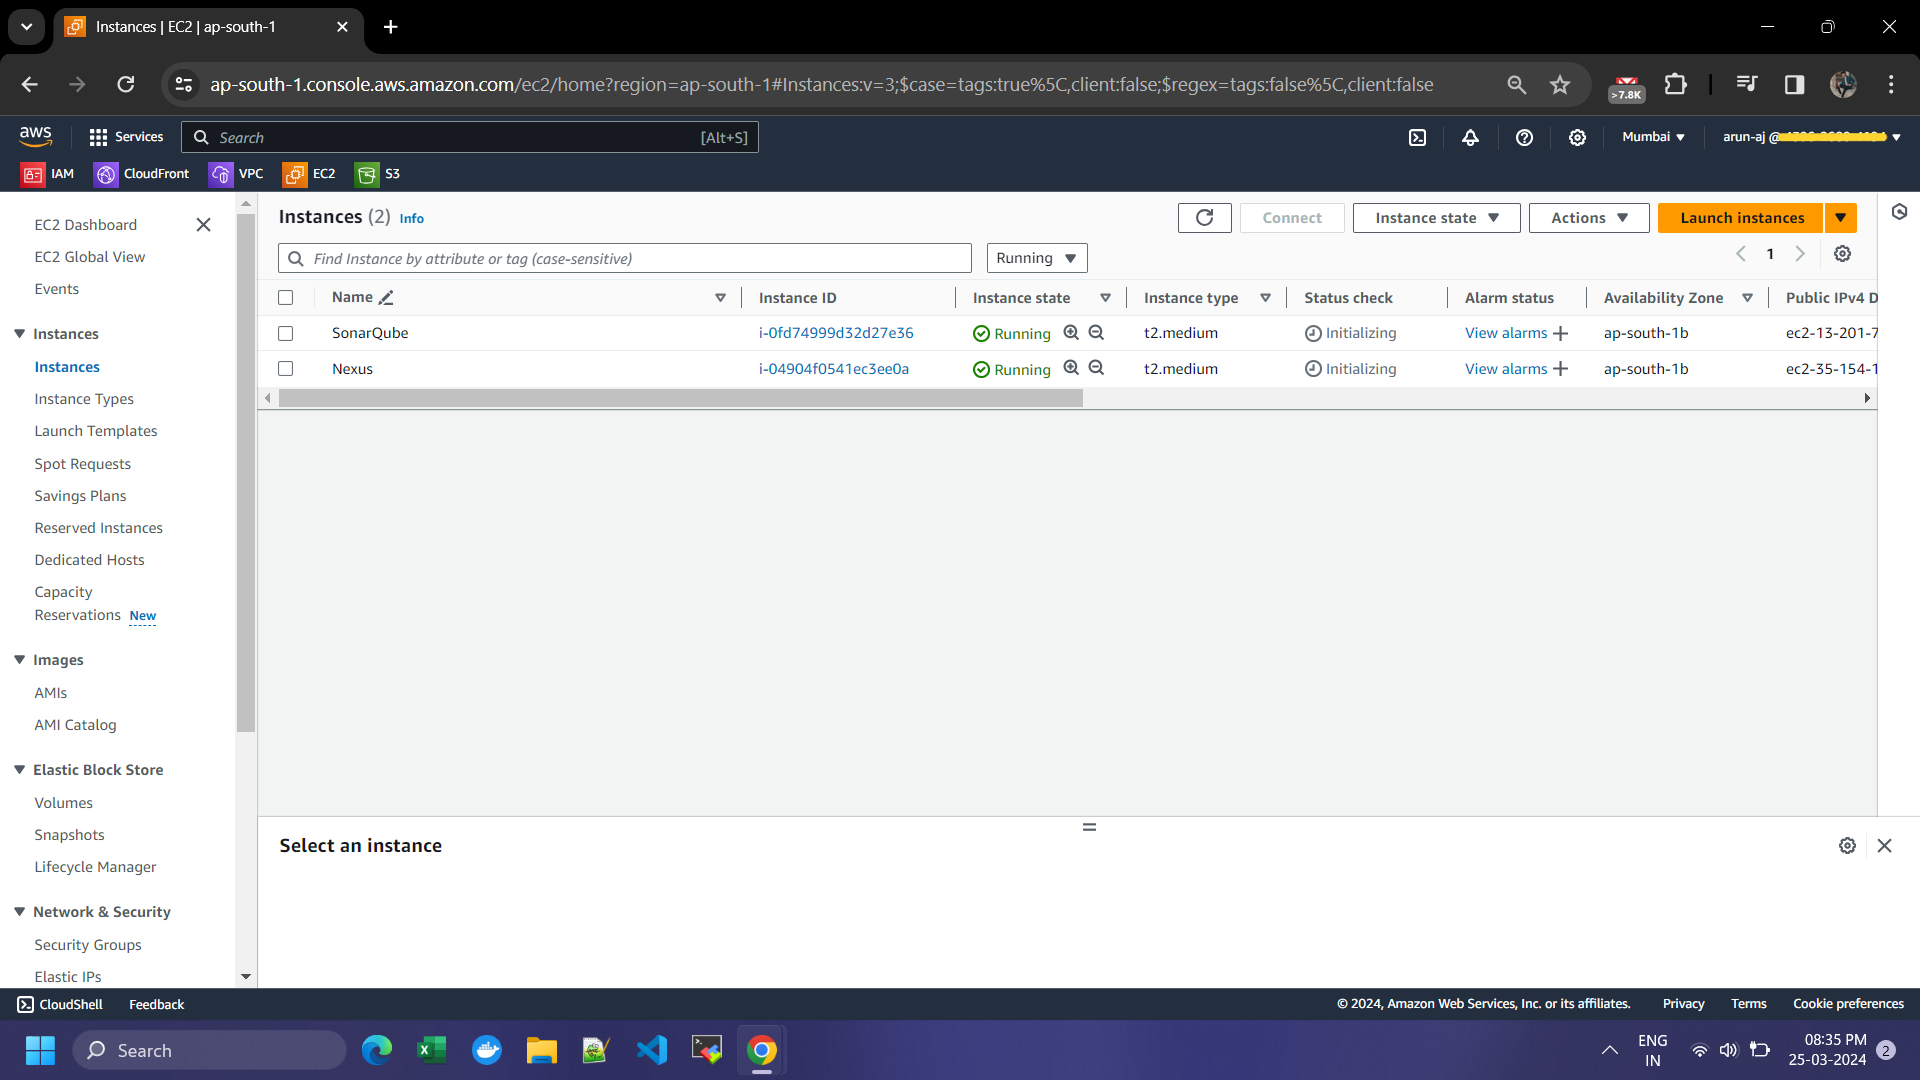 Instances | EC2 | ap-south-1
ap-south-1.console.aws.amazon.com/ec2/home?region=ap-south-1#Instances:v=3;$case=tags:true%5C,client:false;$regex=tags:false%5C,client:false
>7.8K
aws
Services
Search
[Alt+S]
Mumbai
arun-aj @
IAM
CloudFront
VPC
EC2
S3
EC2 Dashboard
EC2 Global View
Events
Instances
Instances
Instance Types
Launch Templates
Spot Requests
Savings Plans
Reserved Instances
Dedicated Hosts
Capacity
Reservations New
Images
AMIs
AMI Catalog
Elastic Block Store
Volumes
Snapshots
Lifecycle Manager
Network & Security
Security Groups
Elastic IPs
Instances (2) Info
Connect
Instance state
Actions
Launch instances
Find Instance by attribute or tag (case-sensitive)
Running
1
Name Instance ID Instance state Instance type Status check Alarm status Availability Zone Public IPv4 D
SonarQube i-0fd74999d32d27e36 Running t2.medium Initializing View alarms ap-south-1b ec2-13-201-7
Nexus i-04904f0541ec3ee0a Running t2.medium Initializing View alarms ap-south-1b ec2-35-154-1
Select an instance
CloudShell Feedback © 2024, Amazon Web Services, Inc. or its affiliates. Privacy Terms Cookie preferences
Search
ENG
IN
08:35 PM
25-03-2024
2